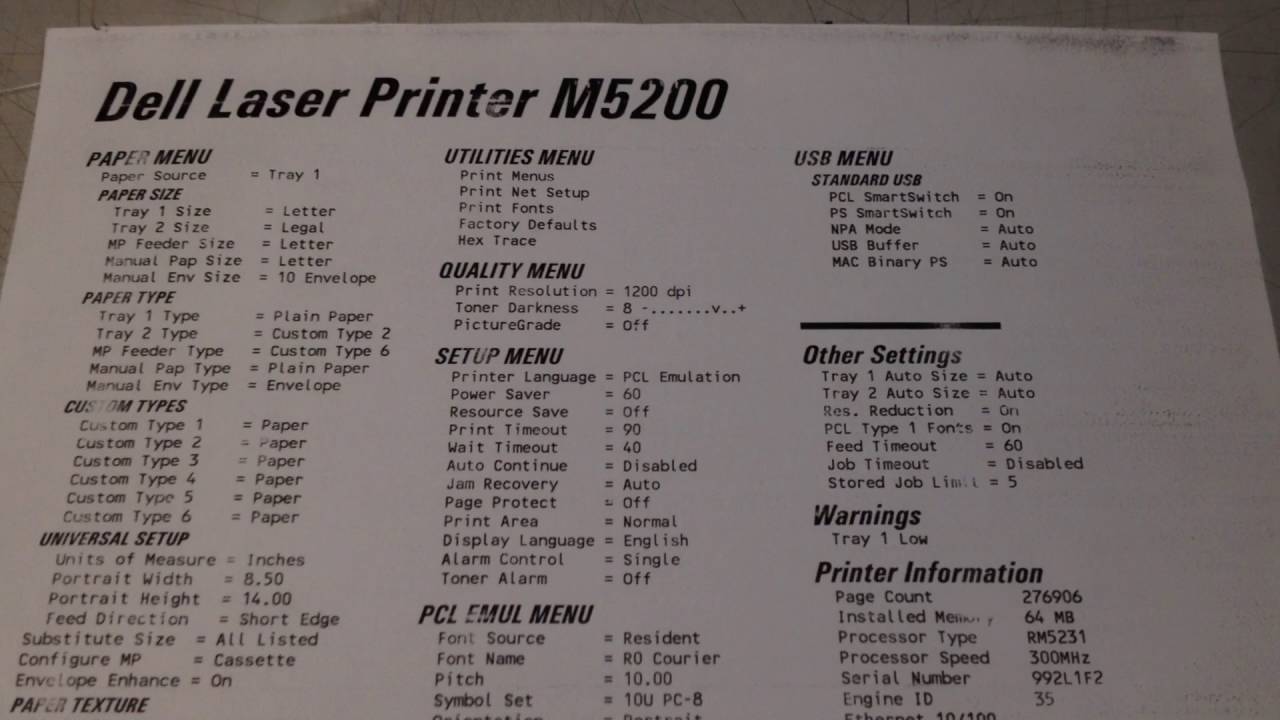 Dell Laser Printer M5200
PAPER MENU
Paper Source = Tray 1
PAPER SIZE
Tray 1 Size = Letter
Tray 2 Size = Legal
MP Feeder Size = Letter
Manual Pap Size = Letter
Manual Env Size = 10 Envelope
PAPER TYPE
Tray 1 Type = Plain Paper
Tray 2 Type = Custom Type 2
MP Feeder Type = Custom Type 6
Manual Pap Type = Plain Paper
Manual Env Type = Envelope
CUSTOM TYPES
Custom Type 1 = Paper
Custom Type 2 = Paper
Custom Type 3 = Paper
Custom Type 4 = Paper
Custom Type 5 = Paper
Custom Type 6 = Paper
UNIVERSAL SETUP
Units of Measure = Inches
Portrait Width = 8.50
Portrait Height = 14.00
Feed Direction = Short Edge
Substitute Size = All Listed
Configure MP = Cassette
Envelope Enhance = On
PAPER TEXTURE
UTILITIES MENU
Print Menus
Print Net Setup
Print Fonts
Factory Defaults
Hex Trace
QUALITY MENU
Print Resolution = 1200 dpi
Toner Darkness = 8 -.......v..+
PictureGrade = Off
SETUP MENU
Printer Language = PCL Emulation
Power Saver = 60
Resource Save = Off
Print Timeout = 90
Wait Timeout = 40
Auto Continue = Disabled
Jam Recovery = Auto
Page Protect = Off
Print Area = Normal
Display Language = English
Alarm Control = Single
Toner Alarm = Off
PCL EMUL MENU
Font Source = Resident
Font Name = R0 Courier
Pitch = 10.00
Symbol Set = 10U PC-8
Orientation = Portrait
USB MENU
STANDARD USB
PCL SmartSwitch = On
PS SmartSwitch = On
NPA Mode = Auto
USB Buffer = Auto
MAC Binary PS = Auto
Other Settings
Tray 1 Auto Size = Auto
Tray 2 Auto Size = Auto
Res. Reduction = On
PCL Type 1 Fonts = On
Feed Timeout = 60
Job Timeout = Disabled
Stored Job Limit = 5
Warnings
Tray 1 Low
Printer Information
Page Count 276906
Installed Memory 64 MB
Processor Type RM5231
Processor Speed 300MHz
Serial Number 992L1F2
Engine ID 35
Ethernet 10/100